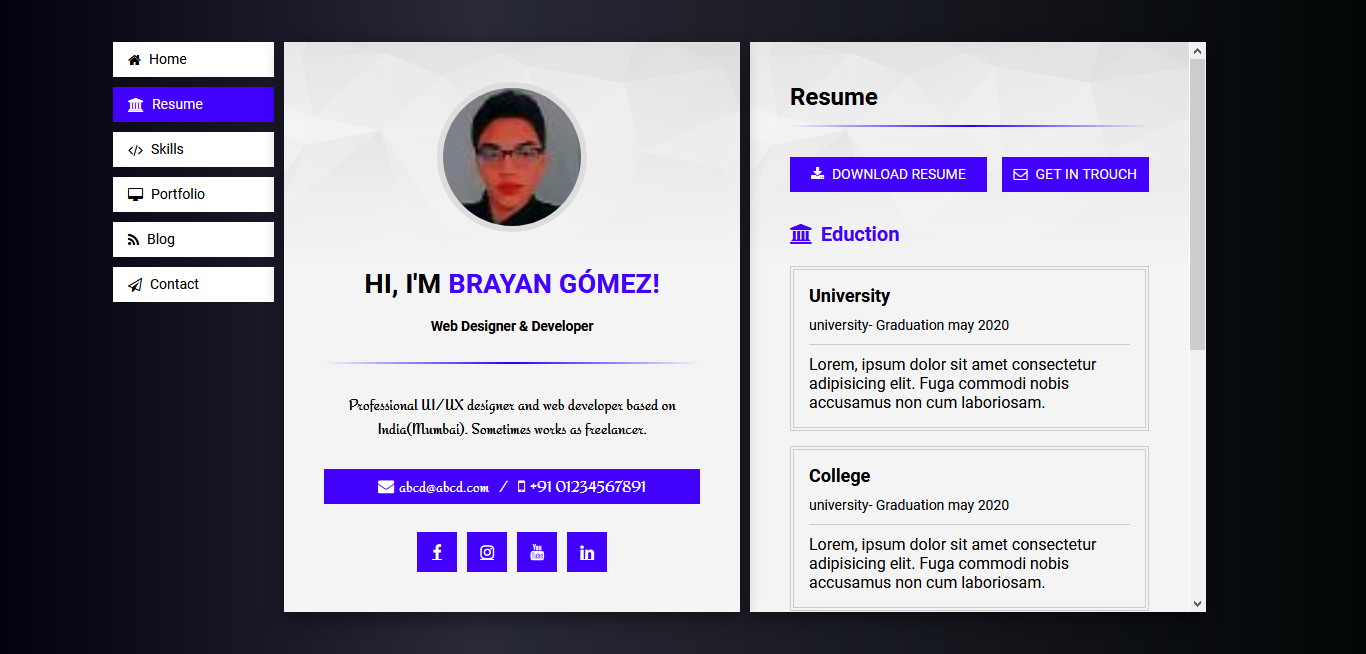 Home
Resume
Skills
Portfolio
Blog
Contact
HI, I'M BRAYAN GÓMEZ!
Web Designer & Developer
Professional UI/UX designer and web developer based on
India(Mumbai). Sometimes works as freelancer.
abcd@abcd.com / +91 01234567891
You
Tube
Resume
DOWNLOAD RESUME
GET IN TROUCH
Eduction
University
university- Graduation may 2020
Lorem, ipsum dolor sit amet consectetur
adipisicing elit. Fuga commodi nobis
accusamus non cum laboriosam.
College
university- Graduation may 2020
Lorem, ipsum dolor sit amet consectetur
adipisicing elit. Fuga commodi nobis
accusamus non cum laboriosam.